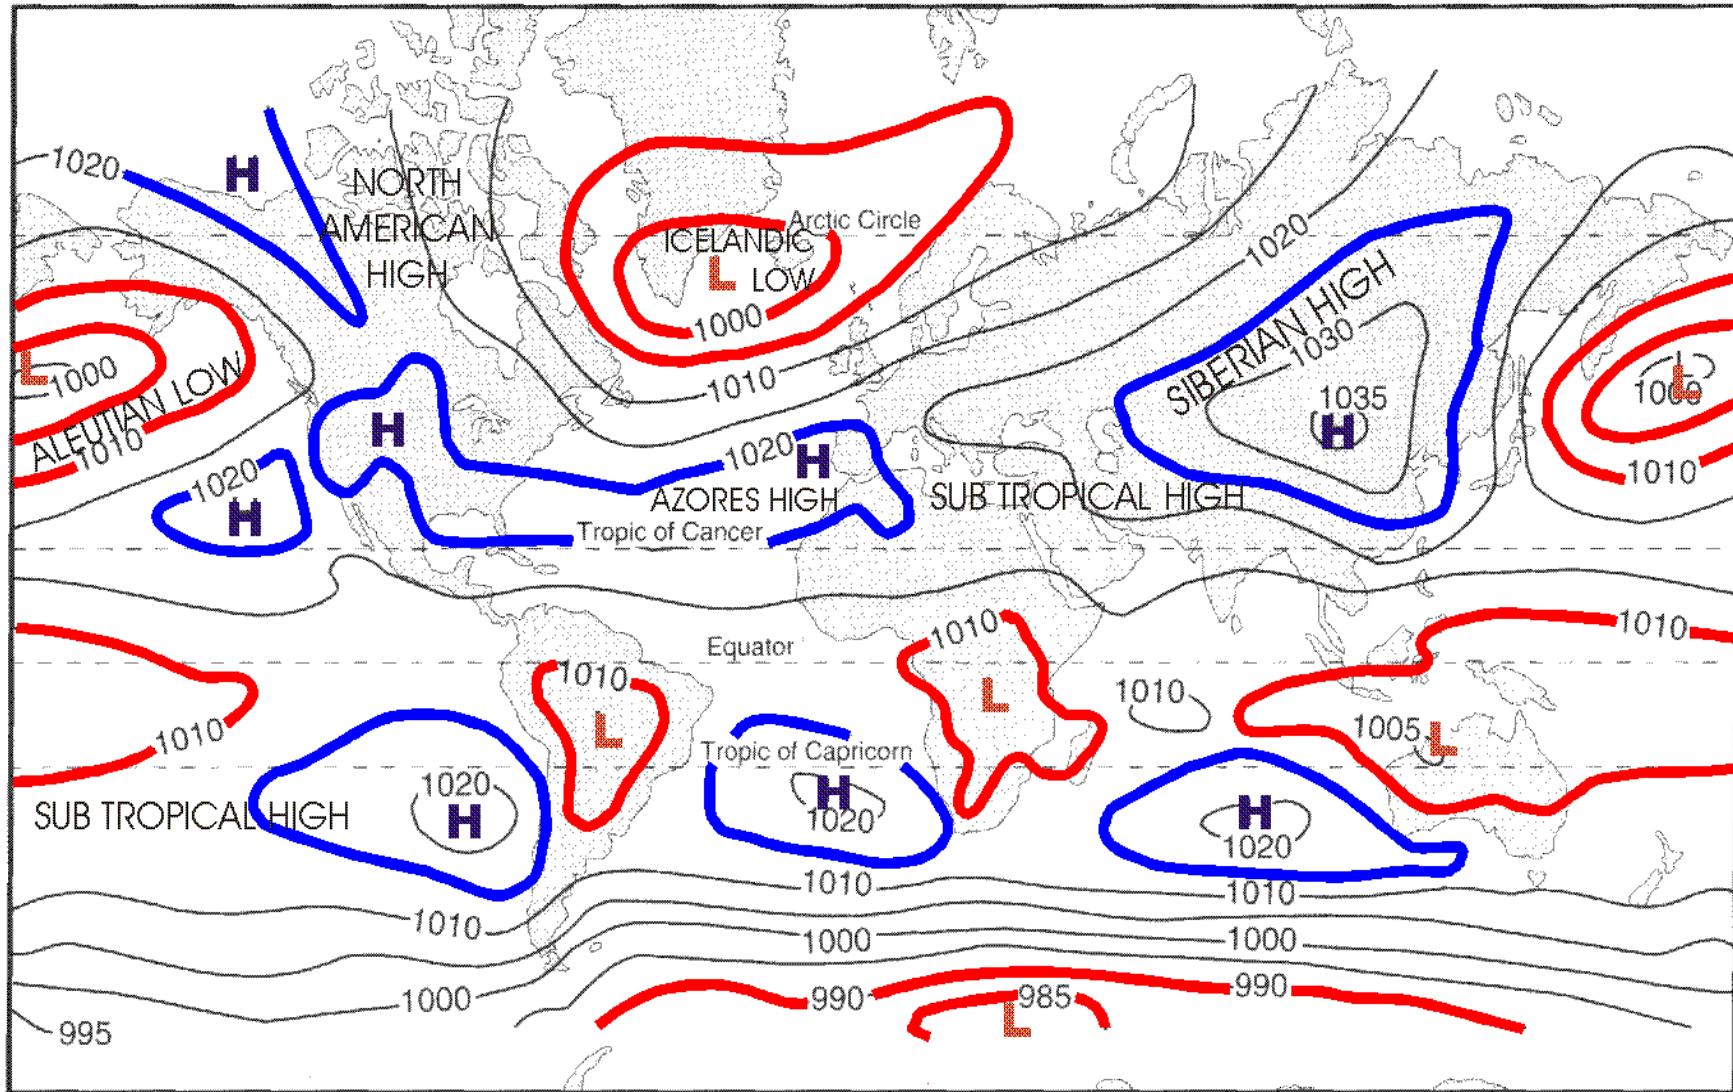 1020
H
NORTH
AMERICAN
HIGH
Arctic Circle
ICELANDIC
L
LOW
1000
1020
SIBERIAN HIGH
1030
1035
H
L
1000
ALEUTIAN LOW
1010
1010
L
1000
1010
H
1020
H
1020
H
AZORES HIGH
SUB TROPICAL HIGH
Tropic of Cancer
1010
1010
Equator
1010
L
L
1010
1010
1005
L
Tropic of Capricorn
SUB TROPICAL HIGH
1020
H
H
1020
H
1020
1010
1010
1010
1000
1000
1000
990
985
990
L
995